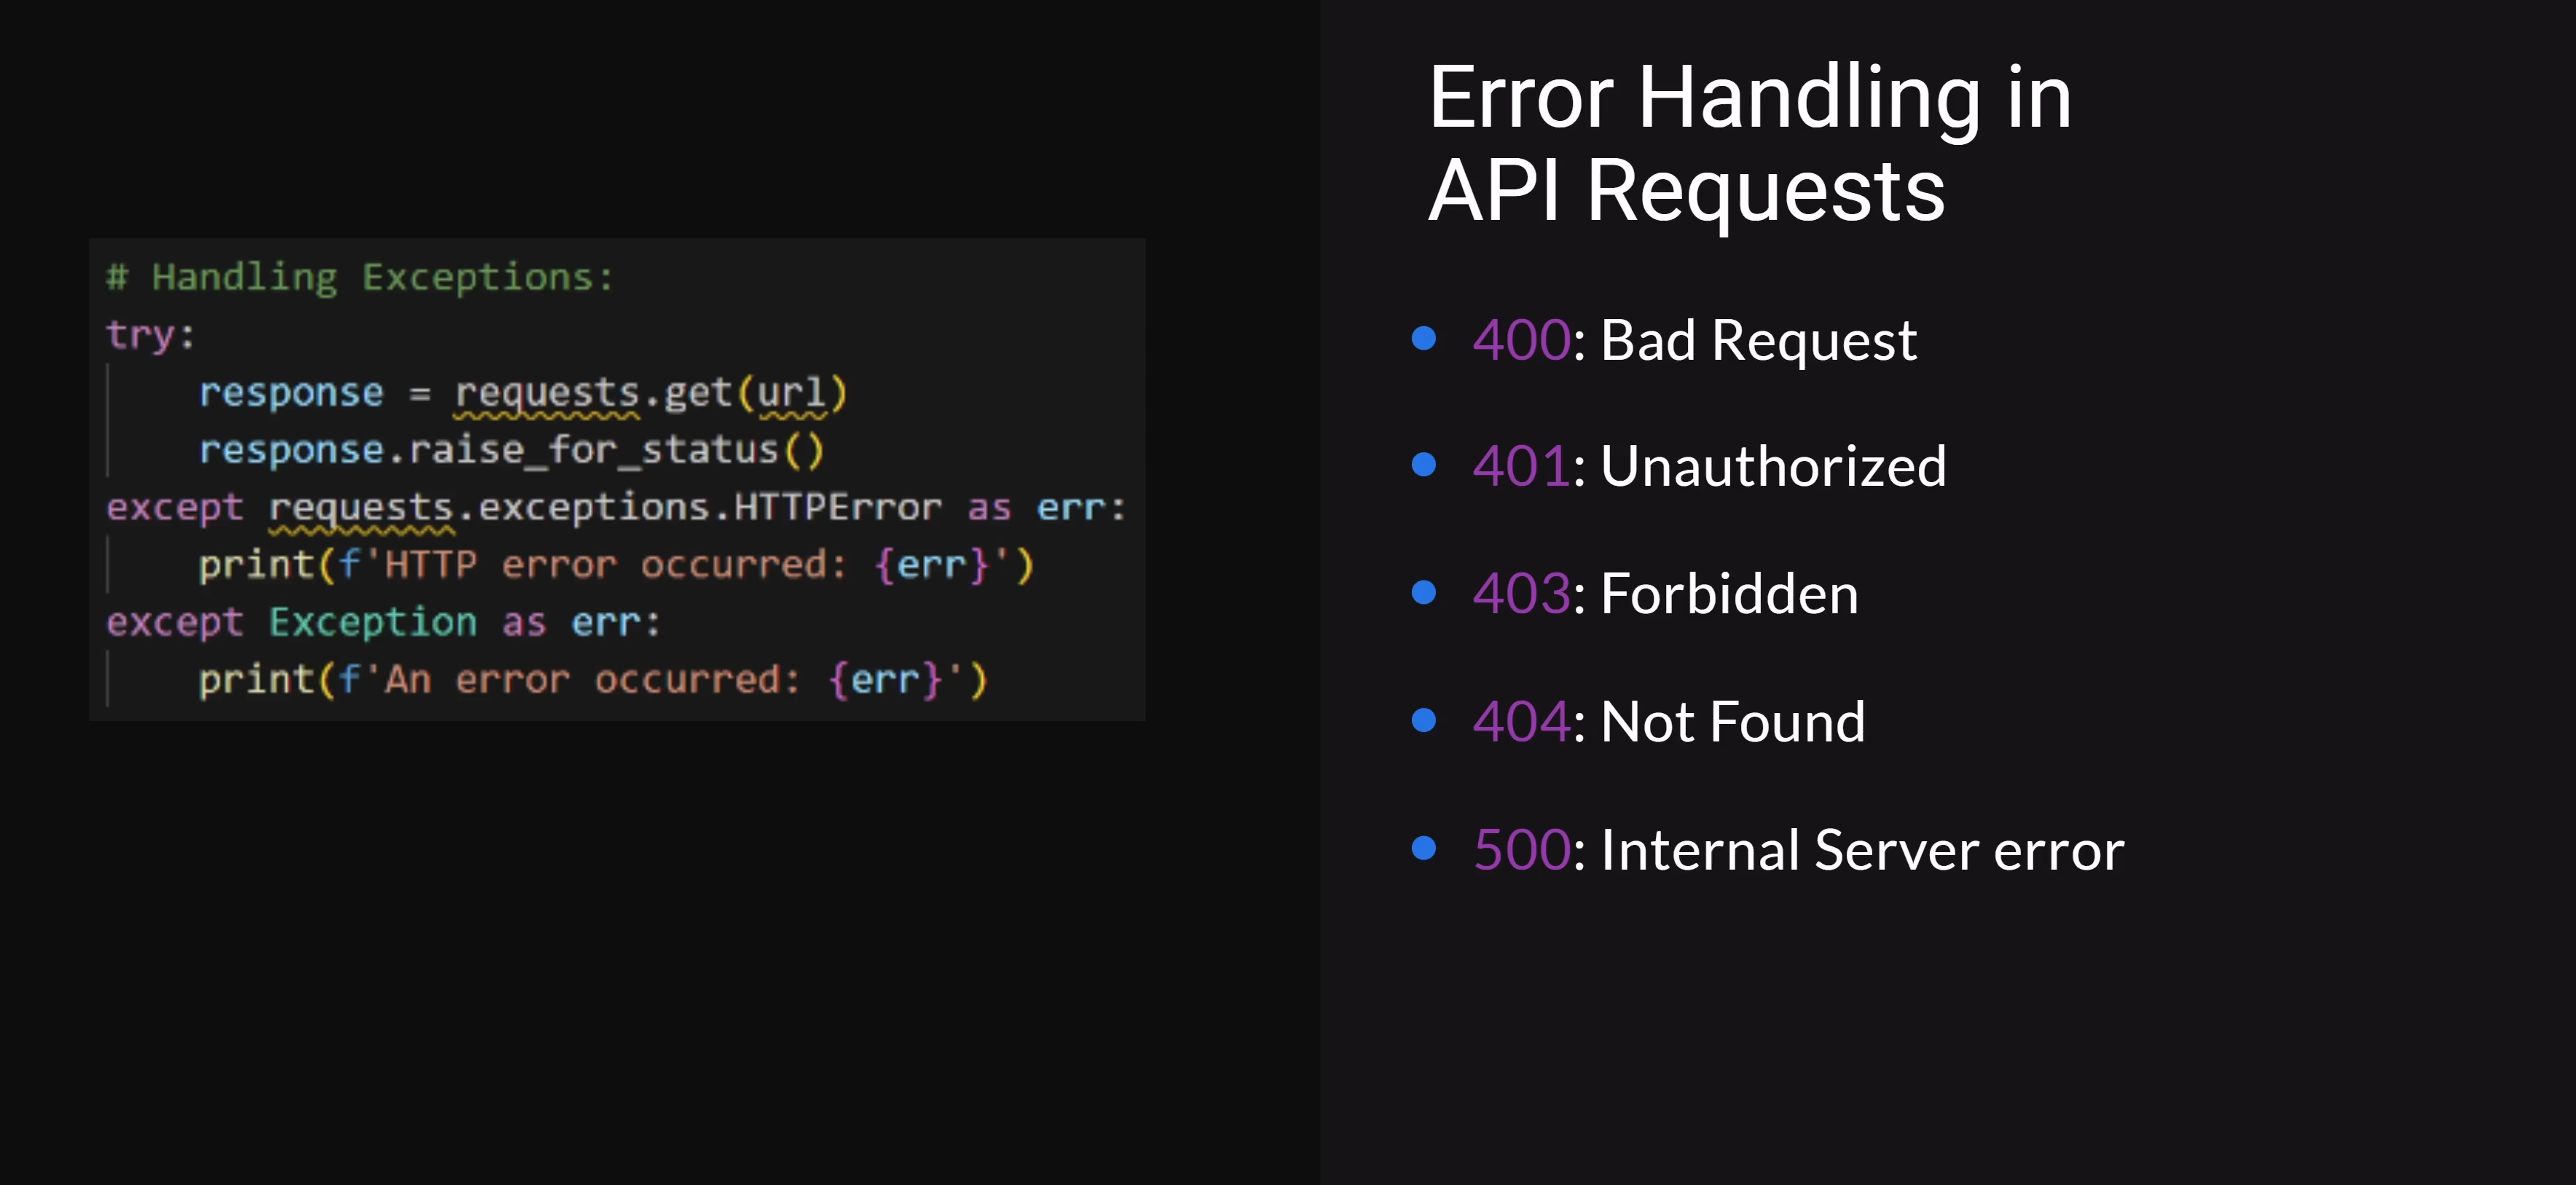 # Handling Exceptions:
try:
    response = requests.get(url)
    response.raise_for_status()
except requests.exceptions.HTTPError as err:
    print(f'HTTP error occurred: {err}')
except Exception as err:
    print(f'An error occurred: {err}')
Error Handling in
API Requests
400: Bad Request
401: Unauthorized
403: Forbidden
404: Not Found
500: Internal Server error